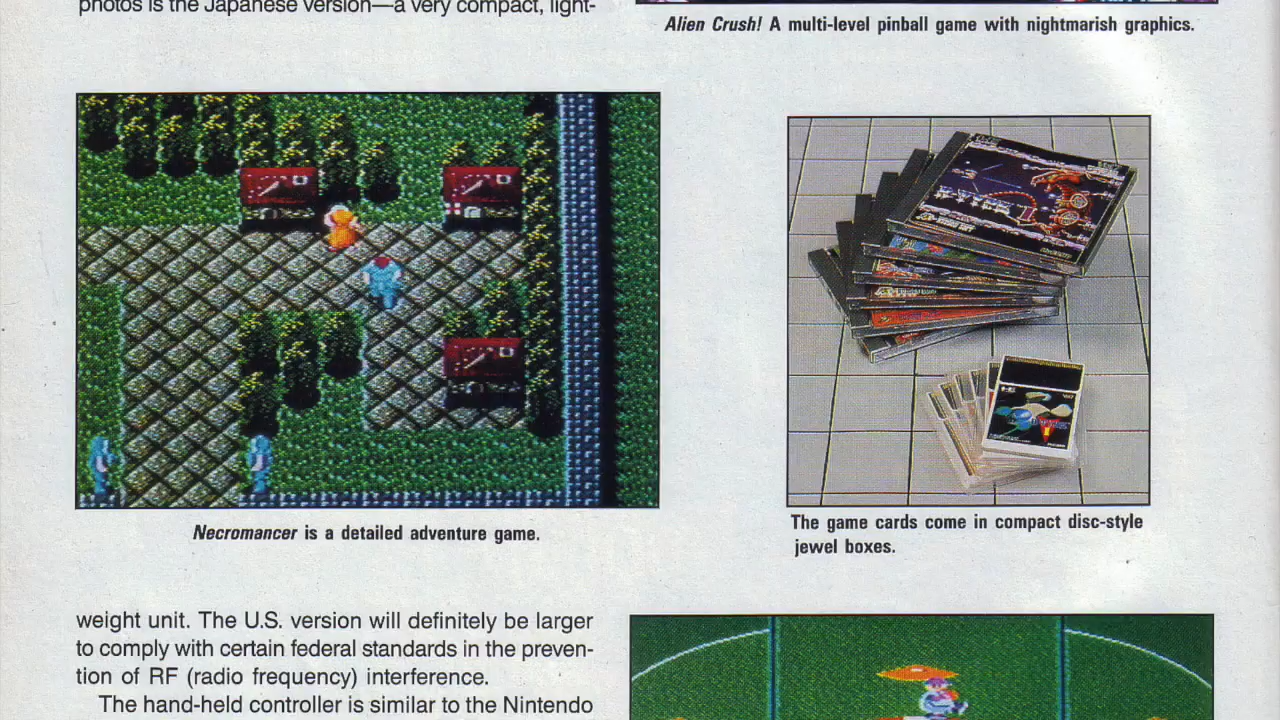 photos is the Japanese version—a very compact, light-
Alien Crush! A multi-level pinball game with nightmarish graphics.
Necromancer is a detailed adventure game.
The game cards come in compact disc-style
jewel boxes.
weight unit. The U.S. version will definitely be larger
to comply with certain federal standards in the preven-
tion of RF (radio frequency) interference.
The hand-held controller is similar to the Nintendo